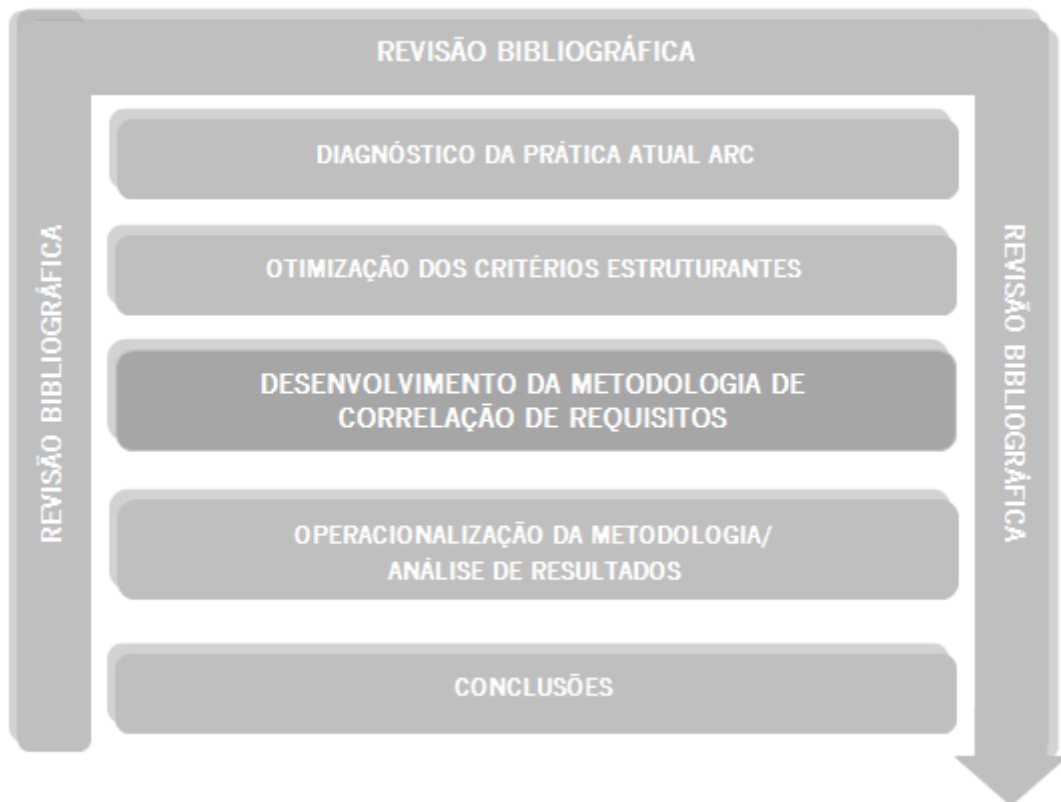 REVISÃO BIBLIOGRÁFICA
DIAGNÓSTICO DA PRÁTICA ATUAL ARC
OTIMIZAÇÃO DOS CRITÉRIOS ESTRUTURANTES
DESENVOLVIMENTO DA METODOLOGIA DE
CORRELAÇÃO DE REQUISITOS
OPERACIONALIZAÇÃO DA METODOLOGIA/
ANÁLISE DE RESULTADOS
CONCLUSÕES
REVISÃO BIBLIOGRÁFICA
REVISÃO BIBLIOGRÁFICA